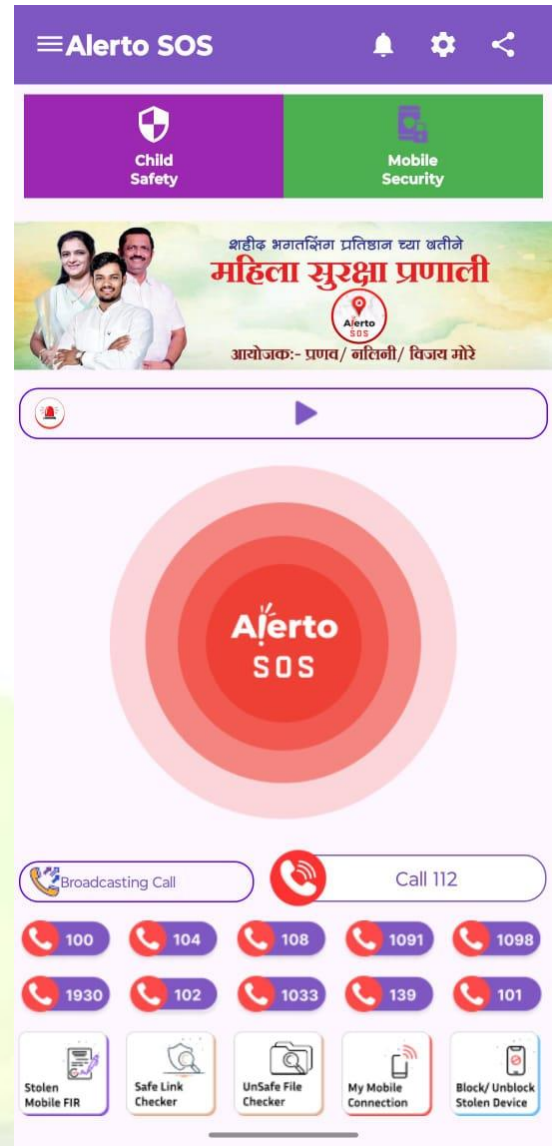 Alerto SOS
Child
Safety
Mobile
Security
शहीद भगतसिंग प्रतिष्ठान च्या वतीने
महिला सुरक्षा प्रणाली
Alerto
SOS
आयोजक:- प्रणव/ नलिनी/ विजय मोरे
Alerto
SOS
Broadcasting Call
Call 112
100
104
108
1091
1098
1930
102
1033
139
101
Stolen
Mobile FIR
Safe Link
Checker
UnSafe File
Checker
My Mobile
Connection
Block/ Unblock
Stolen Device